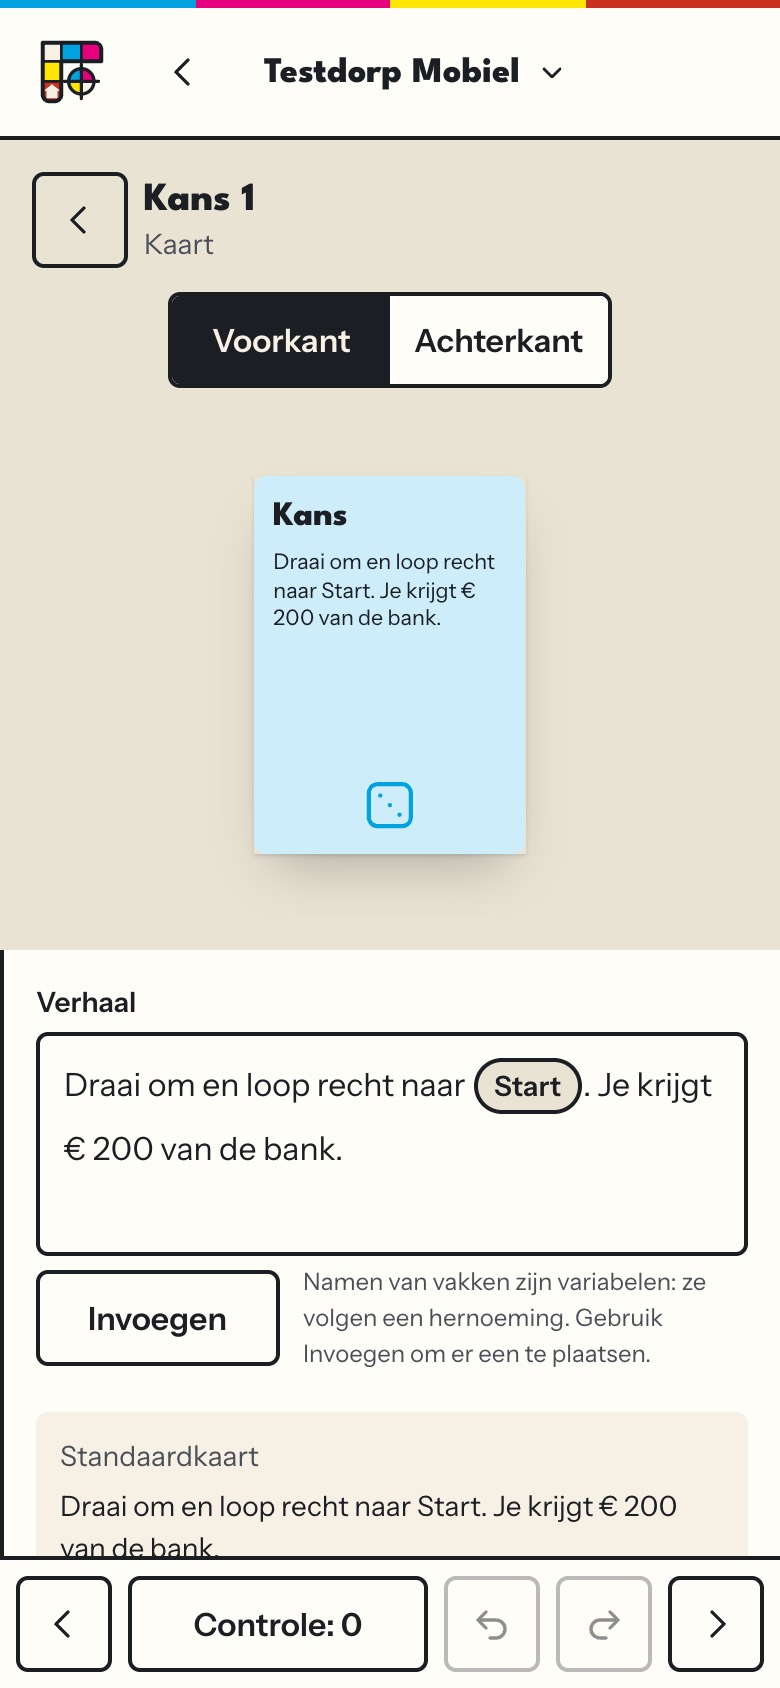 Testdorp Mobiel
Kans 1
Kaart
Voorkant
Achterkant
Kans
Draai om en loop recht
naar Start. Je krijgt €
200 van de bank.
Verhaal
Draai om en loop recht naar Start. Je krijgt
€ 200 van de bank.
Invoegen
Namen van vakken zijn variabelen: ze
volgen een hernoeming. Gebruik
Invoegen om er een te plaatsen.
Standaardkaart
Draai om en loop recht naar Start. Je krijgt € 200
van de bank.
Controle: 0